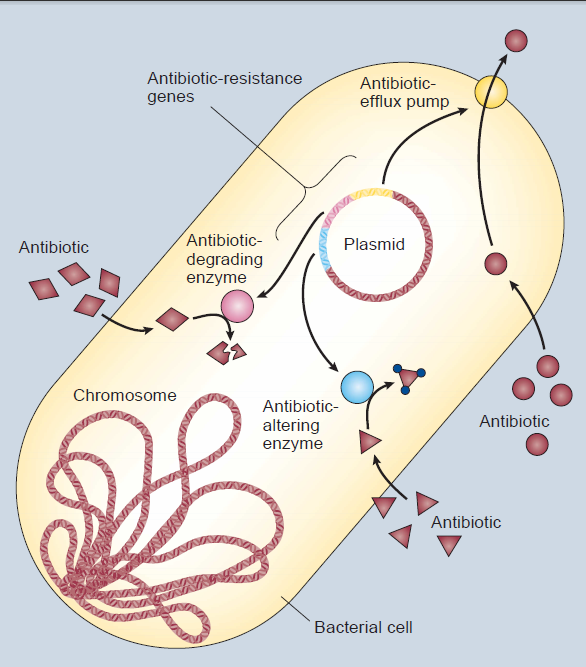 Antibiotic-resistance
genes
Antibiotic-
efflux pump
Antibiotic
Antibiotic-
degrading
enzyme
Plasmid
Chromosome
Antibiotic-
altering
enzyme
Antibiotic
Antibiotic
Bacterial cell